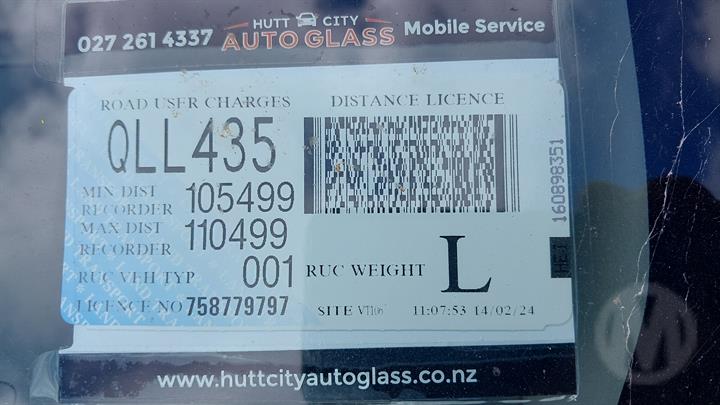 HUTT CITY
027 261 4337 AUTO GLASS Mobile Service
ROAD USER CHARGES DISTANCE LICENCE
QLL435
MIN DIST RECORDER 105499
MAX DIST RECORDER 110499
RUC VEH TYP 001 RUC WEIGHT L
LICENCE NO 758779797 SITE 11:07:53 14/02/24
160898351
www.huttcityautoglass.co.nz